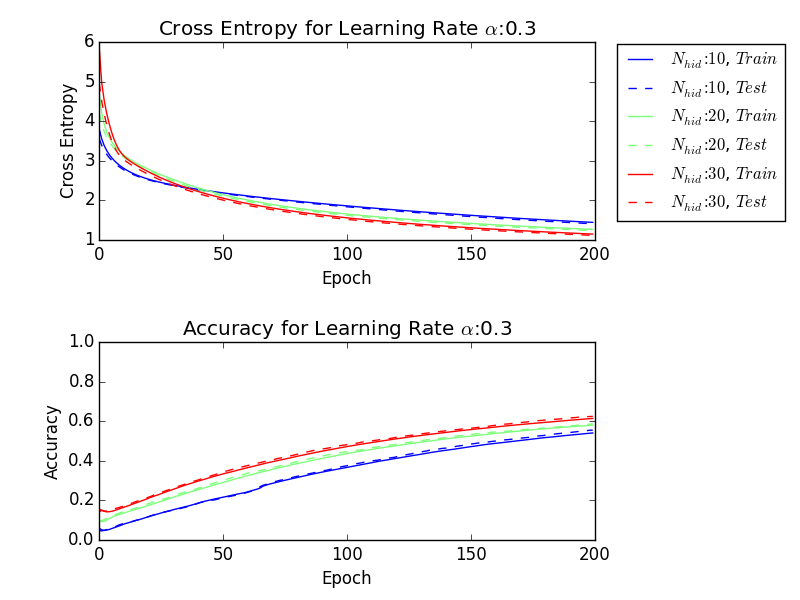 Cross Entropy for Learning Rate α:0.3
6
5
4
3
2
1
Cross Entropy
0 50 100 150 200
Epoch
N_hid:10, Train
N_hid:10, Test
N_hid:20, Train
N_hid:20, Test
N_hid:30, Train
N_hid:30, Test
Accuracy for Learning Rate α:0.3
1.0
0.8
0.6
0.4
0.2
0.0
Accuracy
0 50 100 150 200
Epoch